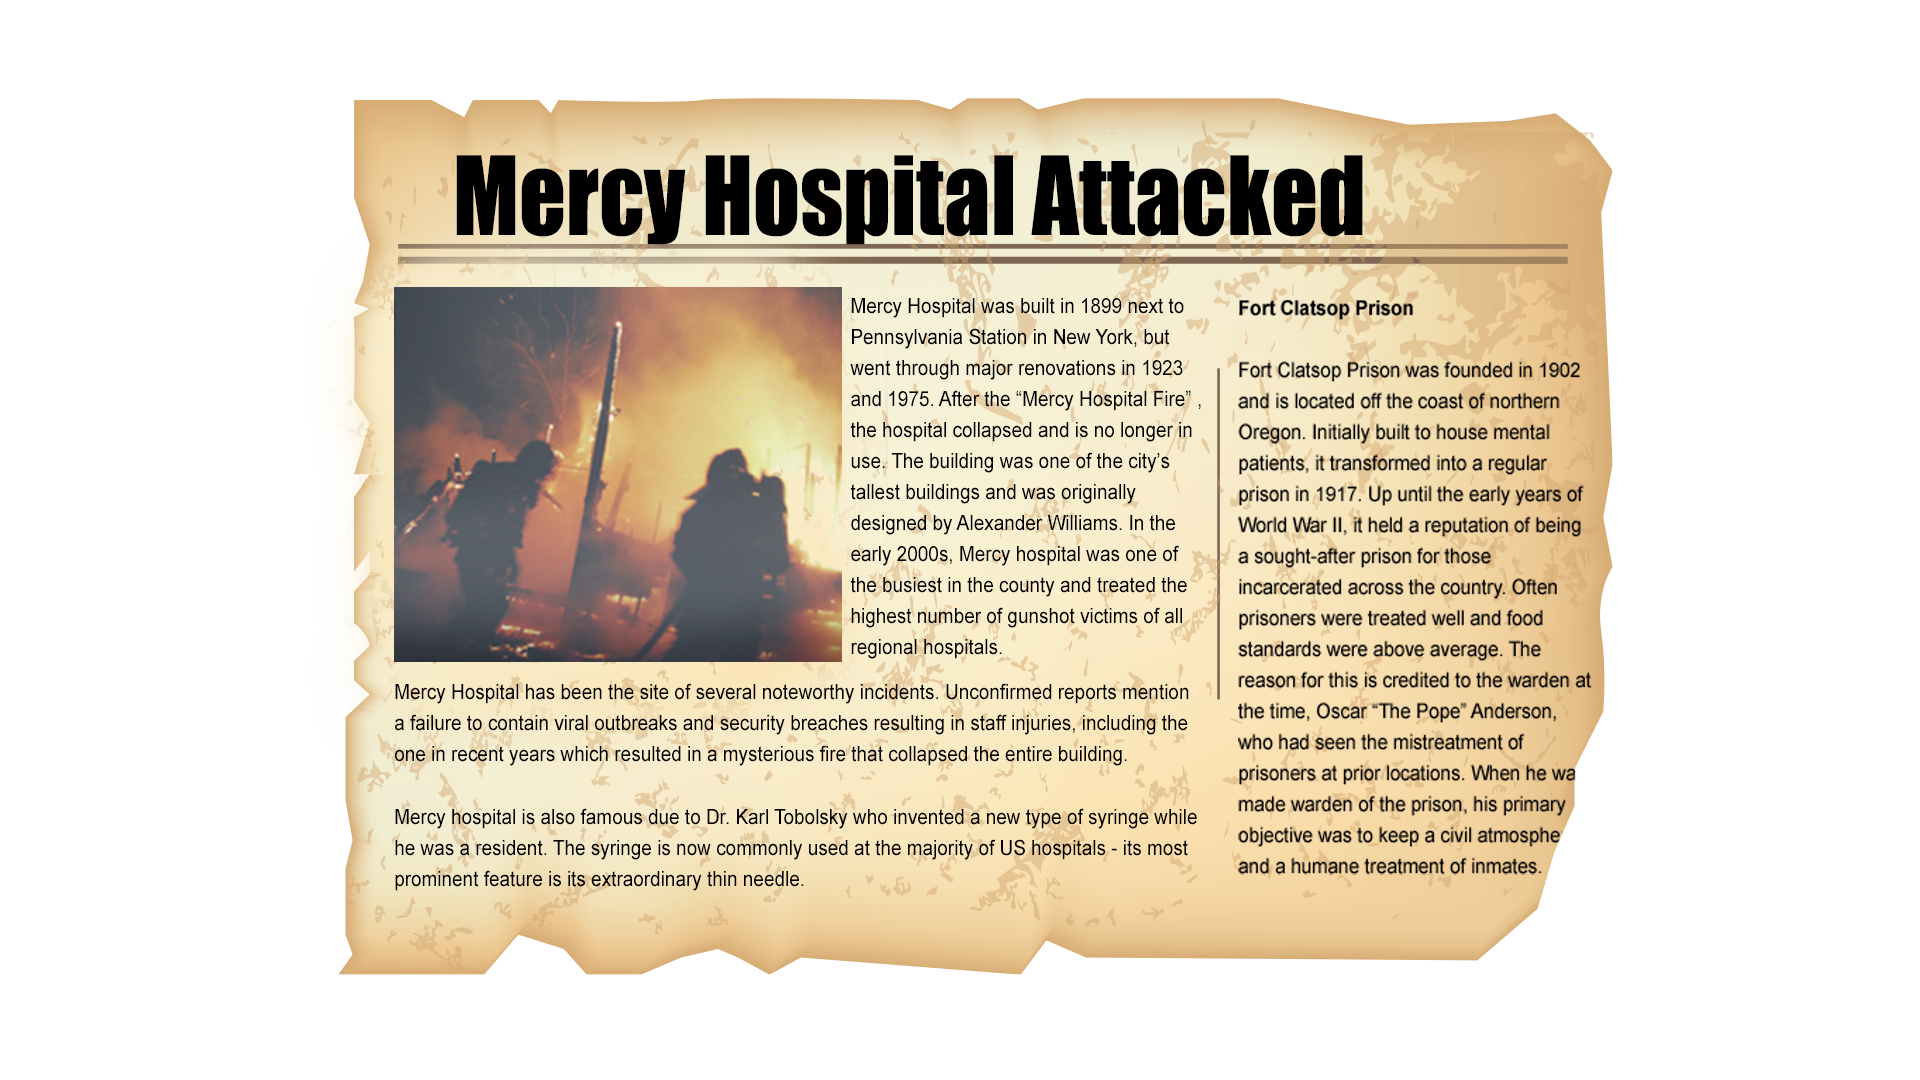 Mercy Hospital Attacked
Mercy Hospital was built in 1899 next to
Pennsylvania Station in New York, but
went through major renovations in 1923
and 1975. After the “Mercy Hospital Fire” ,
the hospital collapsed and is no longer in
use. The building was one of the city’s
tallest buildings and was originally
designed by Alexander Williams. In the
early 2000s, Mercy hospital was one of
the busiest in the county and treated the
highest number of gunshot victims of all
regional hospitals.
Mercy Hospital has been the site of several noteworthy incidents. Unconfirmed reports mention
a failure to contain viral outbreaks and security breaches resulting in staff injuries, including the
one in recent years which resulted in a mysterious fire that collapsed the entire building.
Mercy hospital is also famous due to Dr. Karl Tobolsky who invented a new type of syringe while
he was a resident. The syringe is now commonly used at the majority of US hospitals - its most
prominent feature is its extraordinary thin needle.
Fort Clatsop Prison
Fort Clatsop Prison was founded in 1902
and is located off the coast of northern
Oregon. Initially built to house mental
patients, it transformed into a regular
prison in 1917. Up until the early years of
World War II, it held a reputation of being
a sought-after prison for those
incarcerated across the country. Often
prisoners were treated well and food
standards were above average. The
reason for this is credited to the warden at
the time, Oscar “The Pope” Anderson,
who had seen the mistreatment of
prisoners at prior locations. When he wa
made warden of the prison, his primary
objective was to keep a civil atmosphe
and a humane treatment of inmates.